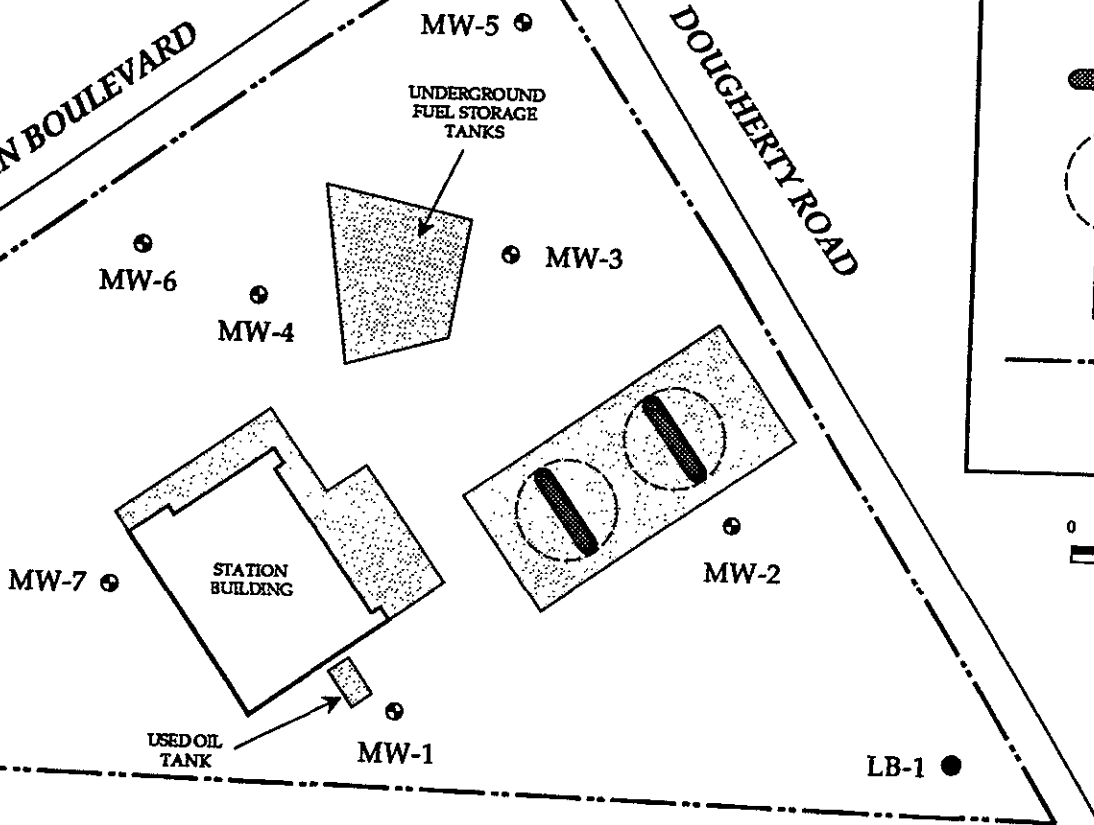 MW-5
DOUGHERTY ROAD
BOULEVARD
UNDERGROUND
FUEL STORAGE
TANKS
MW-3
MW-6
MW-4
0
STATION
BUILDING
MW-7
MW-2
USED OIL
TANK
MW-1
LB-1